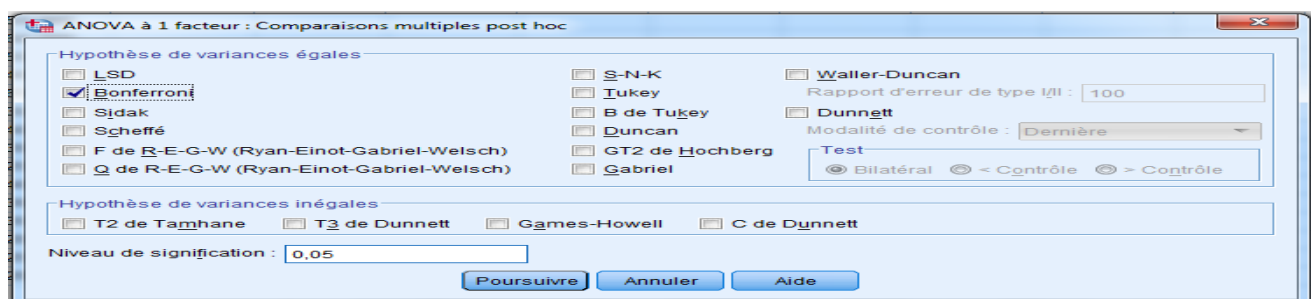 ANOVA à 1 facteur : Comparaisons multiples post hoc
Hypothèse de variances égales
LSD
Bonferroni
Sidak
Scheffé
F de R-E-G-W (Ryan-Einot-Gabriel-Welsch)
Q de R-E-G-W (Ryan-Einot-Gabriel-Welsch)
S-N-K
Tukey
B de Tukey
Duncan
GT2 de Hochberg
Gabriel
Waller-Duncan
Rapport d'erreur de type I/II : 100
Dunnett
Modalité de contrôle : Dernière
Test
Bilatéral < Contrôle > Contrôle
Hypothèse de variances inégales
T2 de Tamhane T3 de Dunnett Games-Howell C de Dunnett
Niveau de signification : 0,05
Poursuivre Annuler Aide